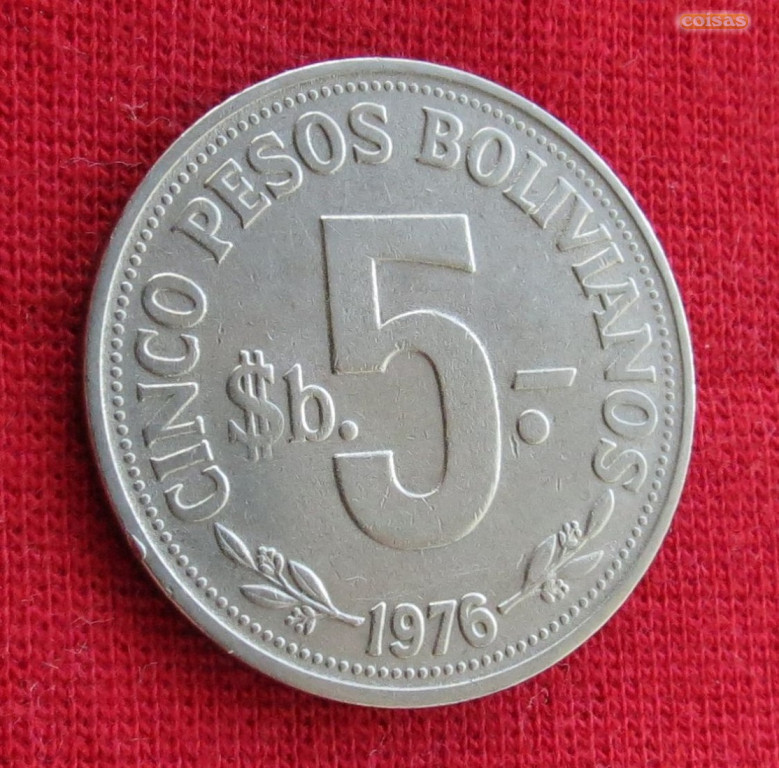 coisas
CINCO PESOS BOLIVIANOS
$b. 5.-
1976